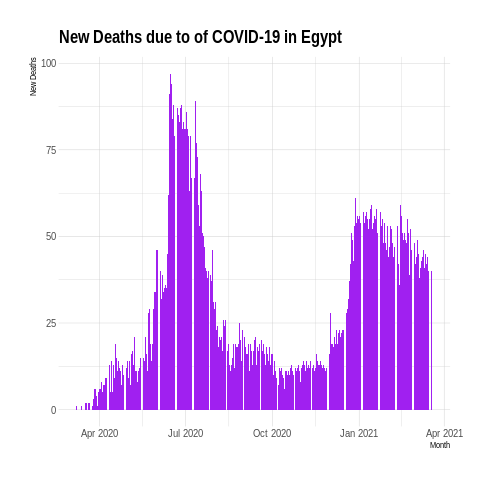 New Deaths due to of COVID-19 in Egypt
New Deaths
100
75
50
25
0
Apr 2020
Jul 2020
Oct 2020
Jan 2021
Apr 2021
Month